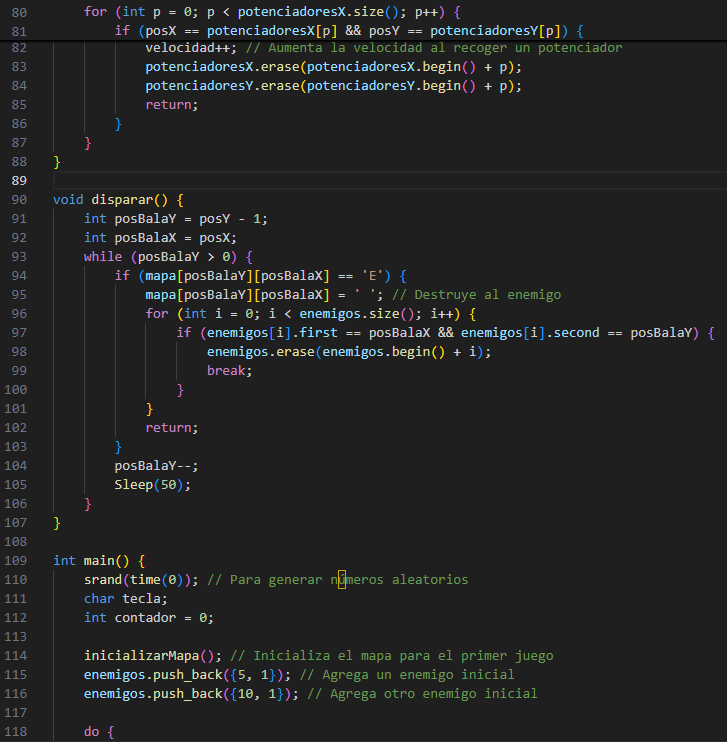 80 for (int p = 0; p < potenciadoresX.size(); p++) {
81 if (posX == potenciadoresX[p] && posY == potenciadoresY[p]) {
82 velocidad++; // Aumenta la velocidad al recoger un potenciador
83 potenciadoresX.erase(potenciadoresX.begin() + p);
84 potenciadoresY.erase(potenciadoresY.begin() + p);
85 return;
86 }
87 }
88 }
89
90 void disparar() {
91 int posBalaY = posY - 1;
92 int posBalaX = posX;
93 while (posBalaY > 0) {
94 if (mapa[posBalaY][posBalaX] == 'E') {
95 mapa[posBalaY][posBalaX] = ' '; // Destruye al enemigo
96 for (int i = 0; i < enemigos.size(); i++) {
97 if (enemigos[i].first == posBalaX && enemigos[i].second == posBalaY) {
98 enemigos.erase(enemigos.begin() + i);
99 break;
100 }
101 }
102 return;
103 }
104 posBalaY--;
105 Sleep(50);
106 }
107 }
108
109 int main() {
110 srand(time(0)); // Para generar números aleatorios
111 char tecla;
112 int contador = 0;
113
114 inicializarMapa(); // Inicializa el mapa para el primer juego
115 enemigos.push_back({5, 1}); // Agrega un enemigo inicial
116 enemigos.push_back({10, 1}); // Agrega otro enemigo inicial
117
118 do {